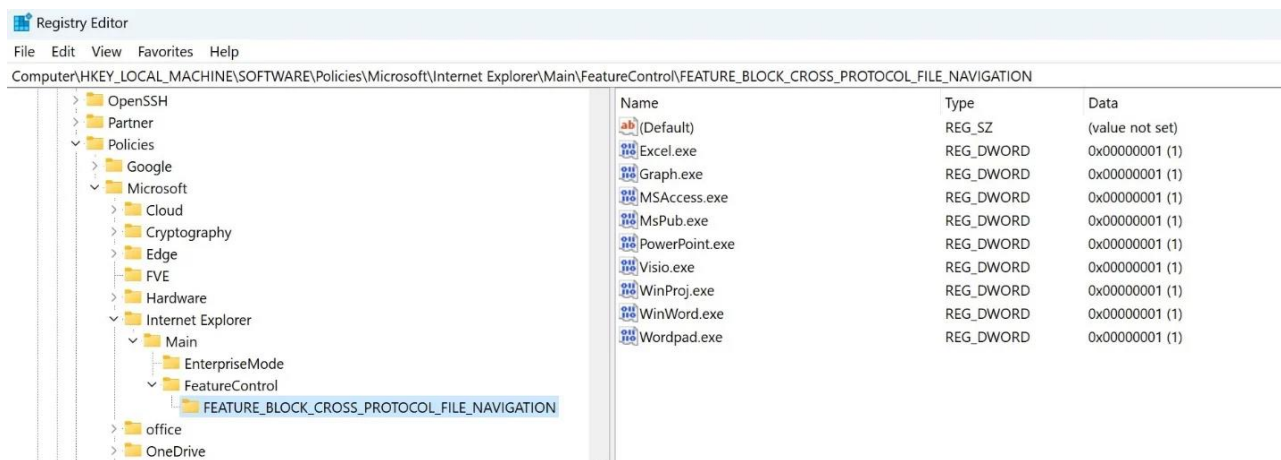 Registry Editor
File Edit View Favorites Help
Computer\HKEY_LOCAL_MACHINE\SOFTWARE\Policies\Microsoft\Internet Explorer\Main\FeatureControl\FEATURE_BLOCK_CROSS_PROTOCOL_FILE_NAVIGATION
OpenSSH
Partner
Policies
Google
Microsoft
Cloud
Cryptography
Edge
FVE
Hardware
Internet Explorer
Main
EnterpriseMode
FeatureControl
FEATURE_BLOCK_CROSS_PROTOCOL_FILE_NAVIGATION
office
OneDrive
Name Type Data
(Default) REG_SZ (value not set)
Excel.exe REG_DWORD 0x00000001 (1)
Graph.exe REG_DWORD 0x00000001 (1)
MSAccess.exe REG_DWORD 0x00000001 (1)
MsPub.exe REG_DWORD 0x00000001 (1)
PowerPoint.exe REG_DWORD 0x00000001 (1)
Visio.exe REG_DWORD 0x00000001 (1)
WinProj.exe REG_DWORD 0x00000001 (1)
WinWord.exe REG_DWORD 0x00000001 (1)
Wordpad.exe REG_DWORD 0x00000001 (1)